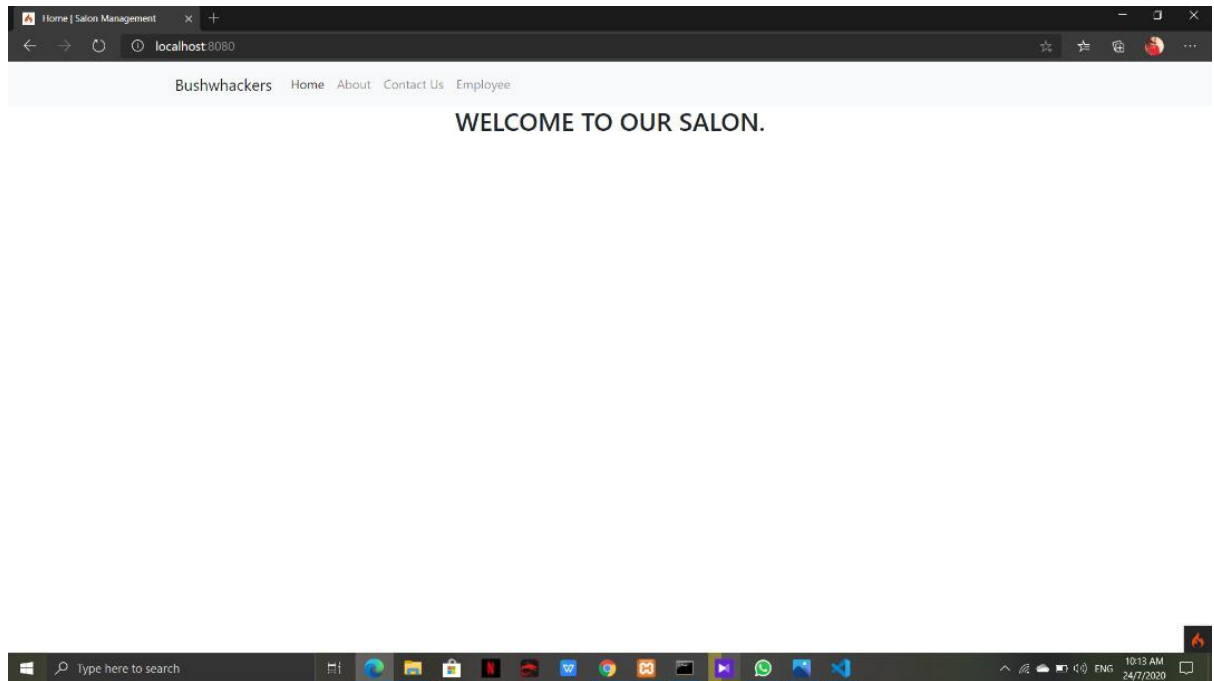 Home | Salon Management
localhost:8080
Bushwhackers Home About Contact Us Employee
WELCOME TO OUR SALON.
Type here to search
ENG
10:13 AM
24/7/2020